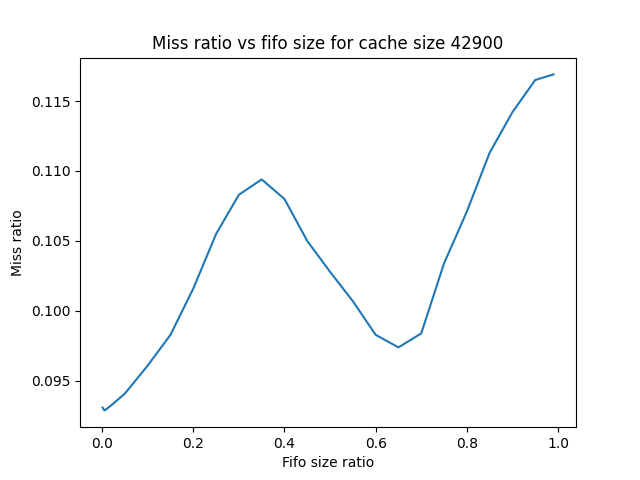 Miss ratio vs fifo size for cache size 42900
0.115
0.110
0.105
0.100
0.095
Miss ratio
0.0 0.2 0.4 0.6 0.8 1.0
Fifo size ratio